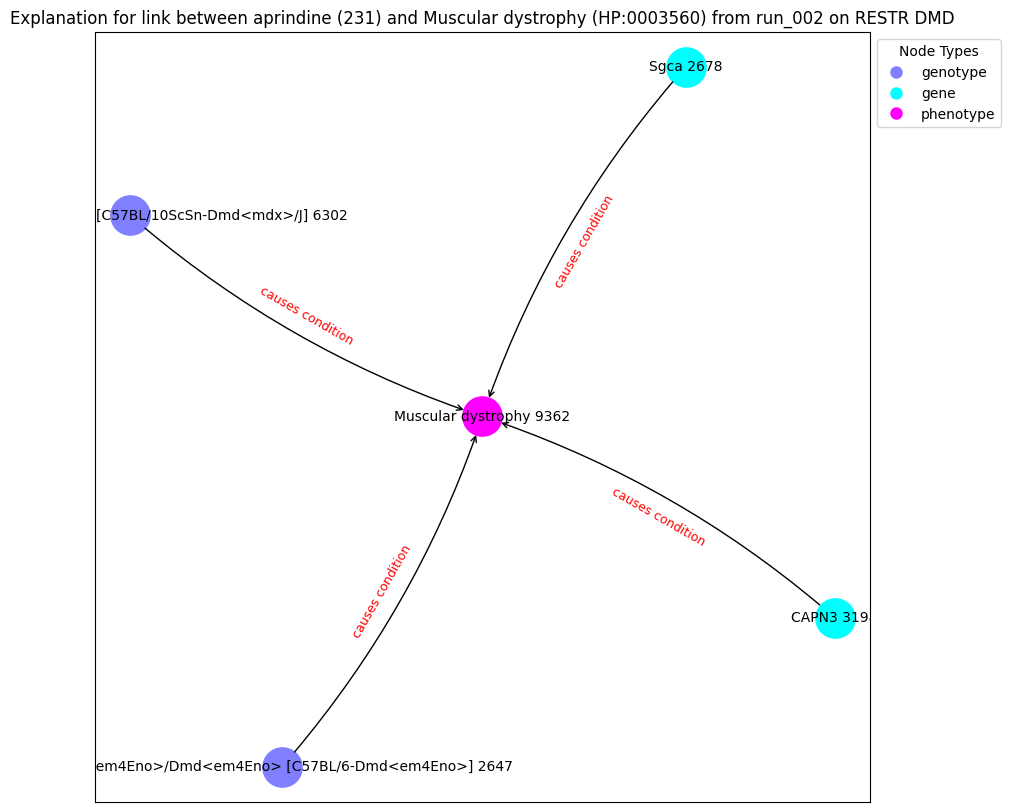 Explanation for link between aprindine (231) and Muscular dystrophy (HP:0003560) from run_002 on RESTR DMD
Node Types
genotype
gene
phenotype
Sgca 2678
[C57BL/10ScSn-Dmd<mdx>/J] 6302
causes condition
causes condition
Muscular dystrophy 9362
causes condition
causes condition
CAPN3 319
em4Eno>/Dmd<em4Eno> [C57BL/6-Dmd<em4Eno>] 2647